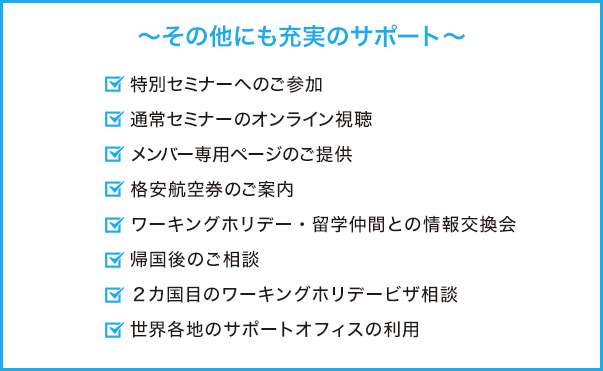 ～その他にも充実のサポート～
特別セミナーへのご参加
通常セミナーのオンライン視聴
メンバー専用ページのご提供
格安航空券のご案内
ワーキングホリデー・留学仲間との情報交換会
帰国後のご相談
２カ国目のワーキングホリデービザ相談
世界各地のサポートオフィスの利用